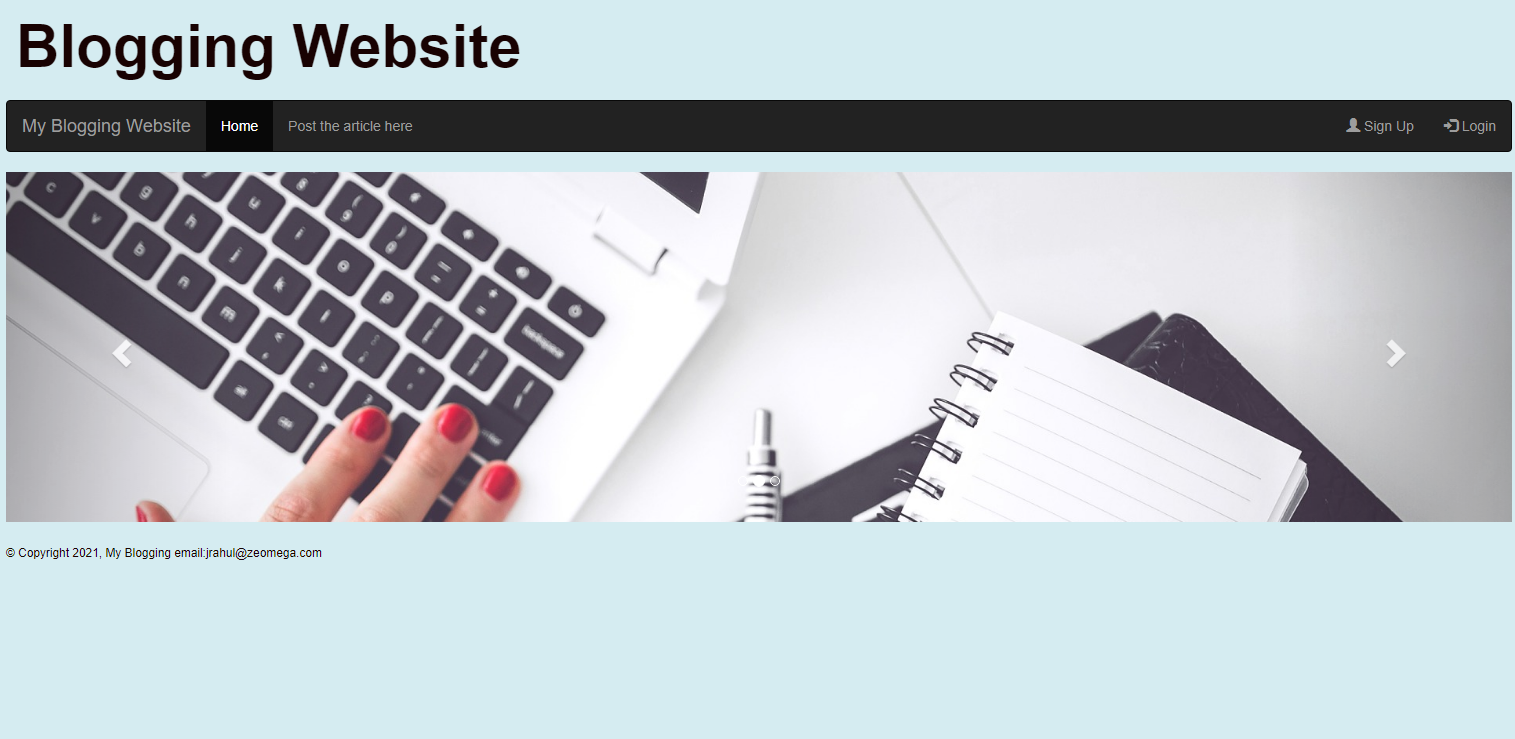 Blogging Website
My Blogging Website Home Post the article here Sign Up Login
© Copyright 2021, My Blogging email:jrahul@zeomega.com